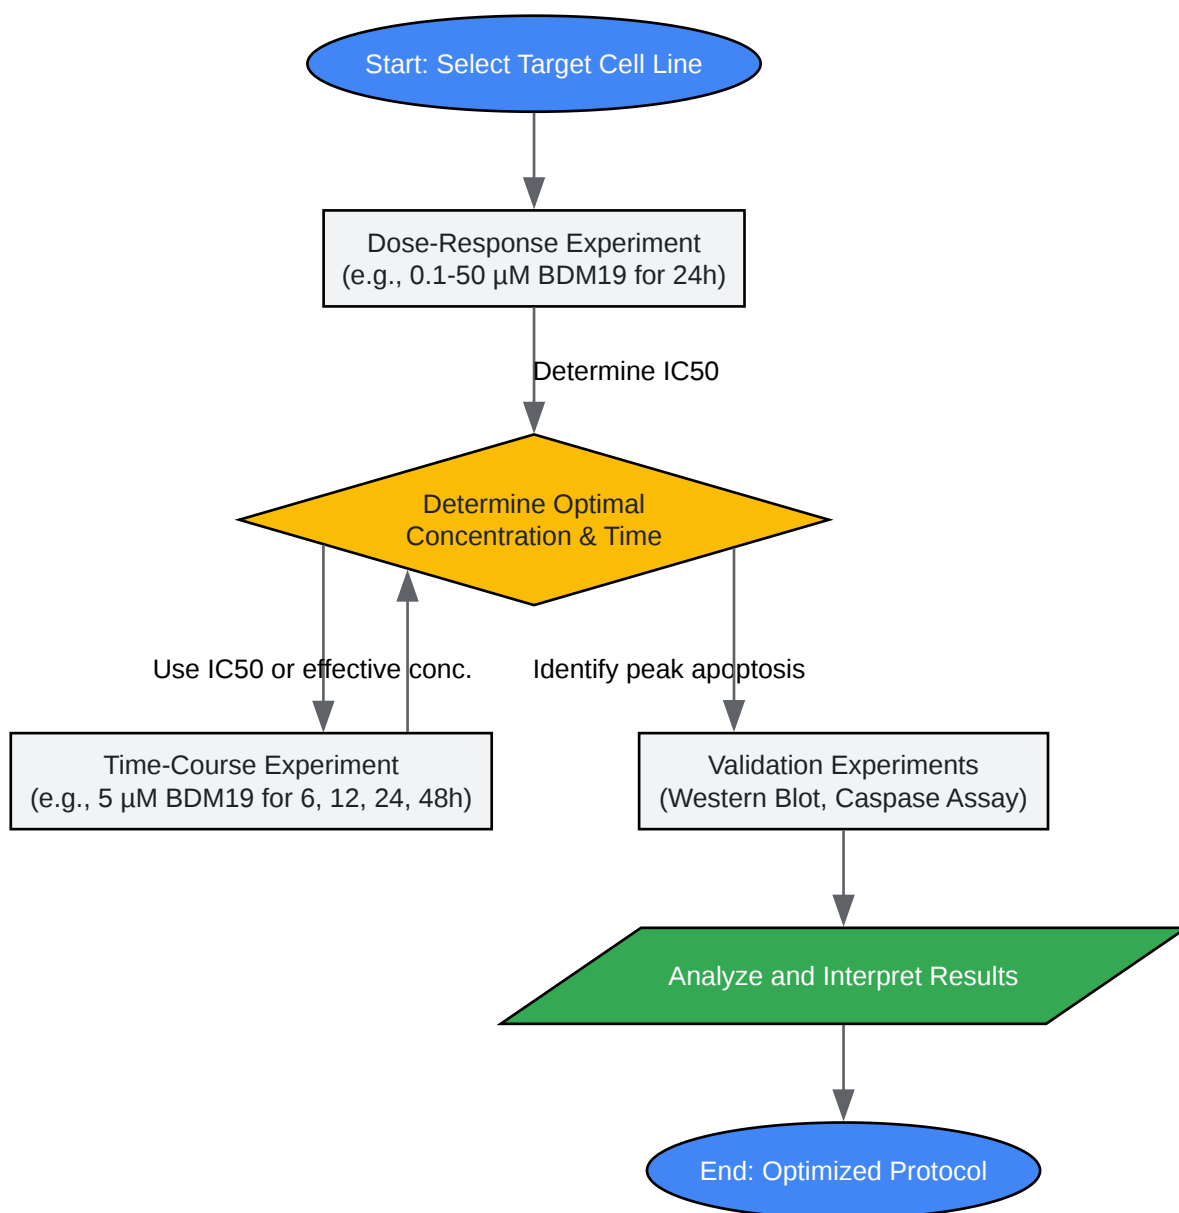 Start: Select Target Cell Line
Dose-Response Experiment
(e.g., 0.1-50 µM BDM19 for 24h)
Determine IC50
Determine Optimal
Concentration & Time
Use IC50 or effective conc.
Identify peak apoptosis
Time-Course Experiment
(e.g., 5 µM BDM19 for 6, 12, 24, 48h)
Validation Experiments
(Western Blot, Caspase Assay)
Analyze and Interpret Results
End: Optimized Protocol